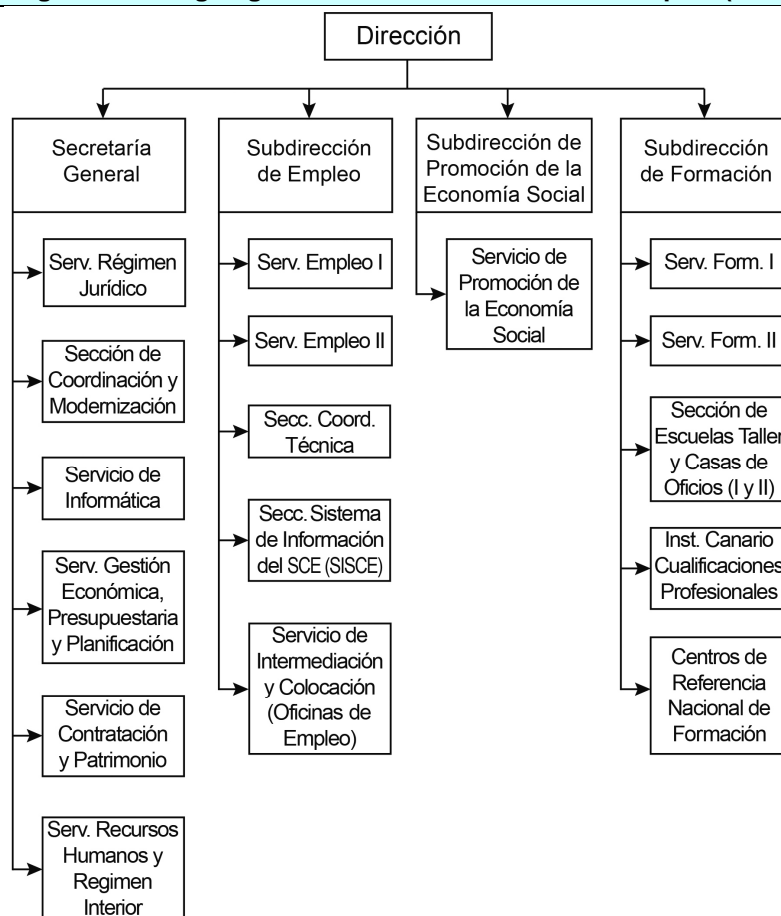 Dirección
Secretaría
General
Subdirección
de Empleo
Subdirección de
Promoción de la
Economía Social
Subdirección
de Formación
Serv. Régimen
Jurídico
Sección de
Coordinación y
Modernización
Servicio de
Informática
Serv. Gestión
Económica,
Presupuestaria
y Planificación
Servicio de
Contratación
y Patrimonio
Serv. Recursos
Humanos y
Regimen
Interior
Serv. Empleo I
Serv. Empleo II
Secc. Coord.
Técnica
Secc. Sistema
de Información
del SCE (SISCE)
Servicio de
Intermediación
y Colocación
(Oficinas de
Empleo)
Servicio de
Promoción de
la Economía
Social
Serv. Form. I
Serv. Form. II
Sección de
Escuelas Taller
y Casas de
Oficios (I y II)
Inst. Canario
Cualificaciones
Profesionales
Centros de
Referencia
Nacional de
Formación